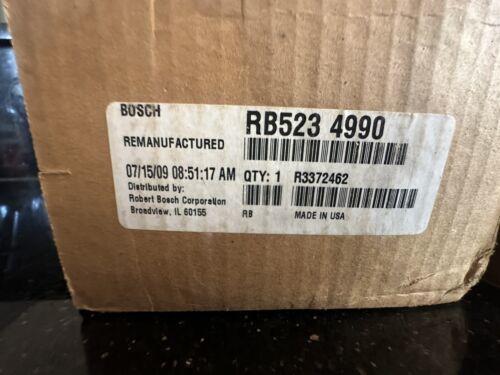 BOSCH
RB523 4990
REMANUFACTURED
07/15/09 08:51:17 AM QTY: 1 R3372462
Distributed by:
Robert Bosch Corporation
Broadview, IL 60155 RB MADE IN USA